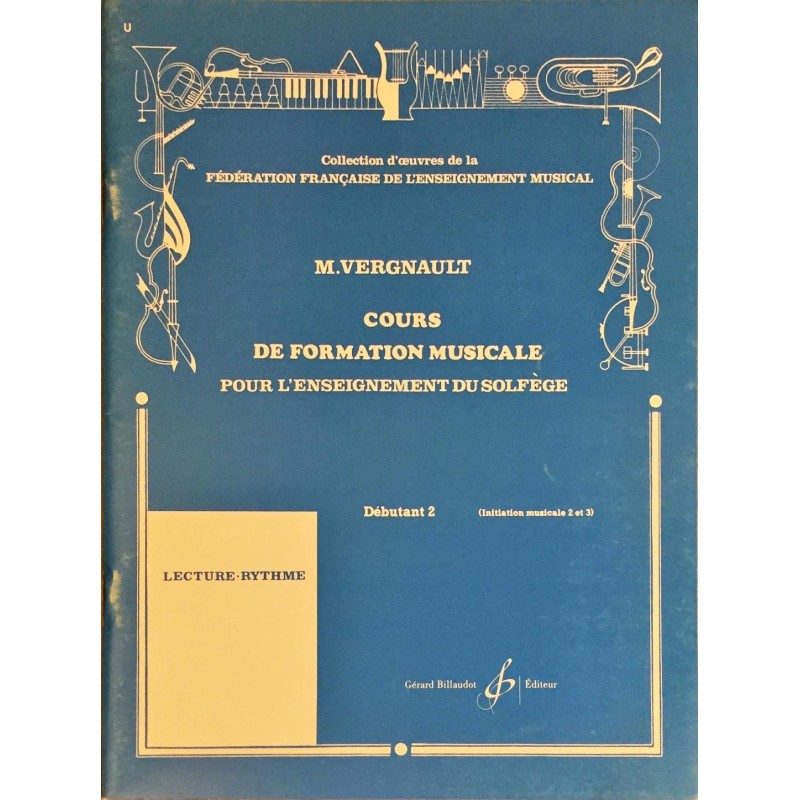 U
Collection d'œuvres de la
FÉDÉRATION FRANÇAISE DE L'ENSEIGNEMENT MUSICAL
M. VERGNAULT
COURS
DE FORMATION MUSICALE
POUR L'ENSEIGNEMENT DU SOLFÈGE
Débutant 2 (Initiation musicale 2 et 3)
LECTURE·RYTHME
Gérard Billaudot Éditeur